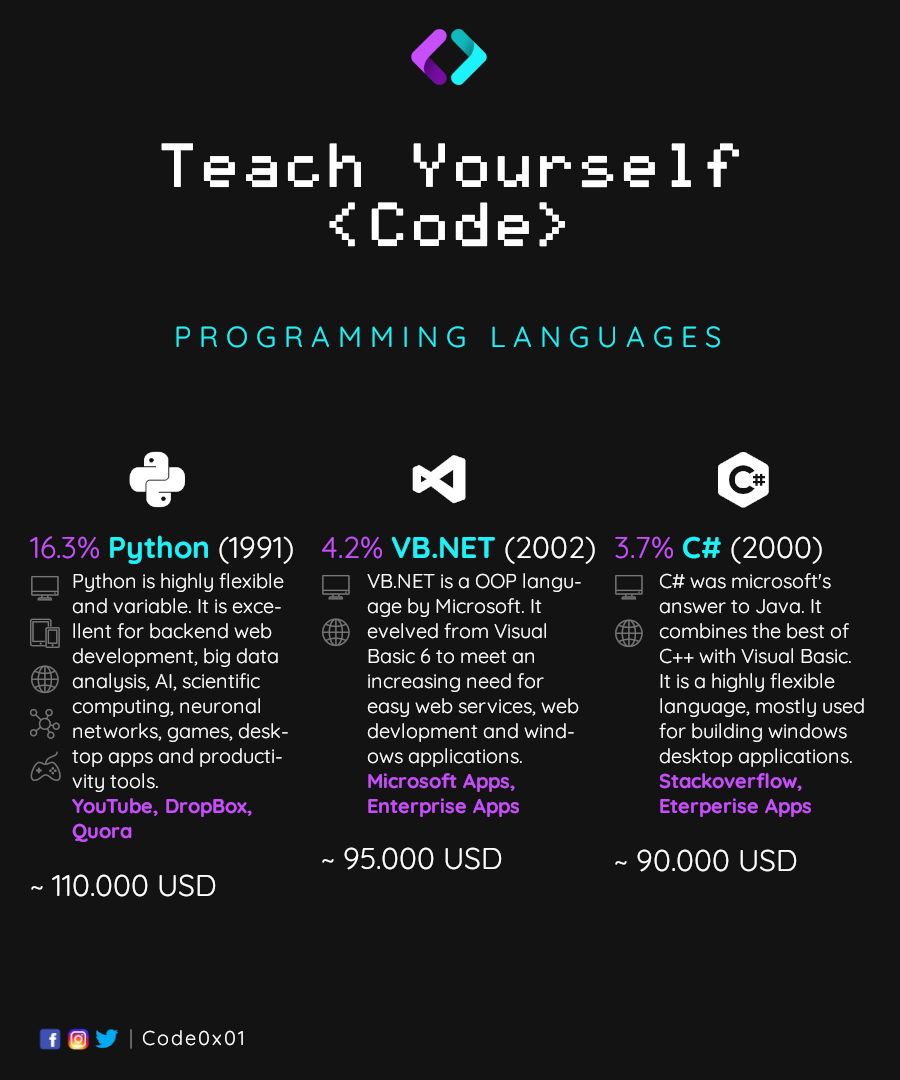 Teach Yourself
<Code>
PROGRAMMING LANGUAGES
16.3% Python (1991)
Python is highly flexible
and variable. It is exce-
llent for backend web
development, big data
analysis, AI, scientific
computing, neuronal
networks, games, desk-
top apps and producti-
vity tools.
YouTube, DropBox,
Quora
~ 110.000 USD
4.2% VB.NET (2002)
VB.NET is a OOP langu-
age by Microsoft. It
evelved from Visual
Basic 6 to meet an
increasing need for
easy web services, web
devlopment and wind-
ows applications.
Microsoft Apps,
Enterprise Apps
~ 95.000 USD
C#
3.7% C# (2000)
C# was microsoft's
answer to Java. It
combines the best of
C++ with Visual Basic.
It is a highly flexible
language, mostly used
for building windows
desktop applications.
Stackoverflow,
Eterperise Apps
~ 90.000 USD
| Code0x01